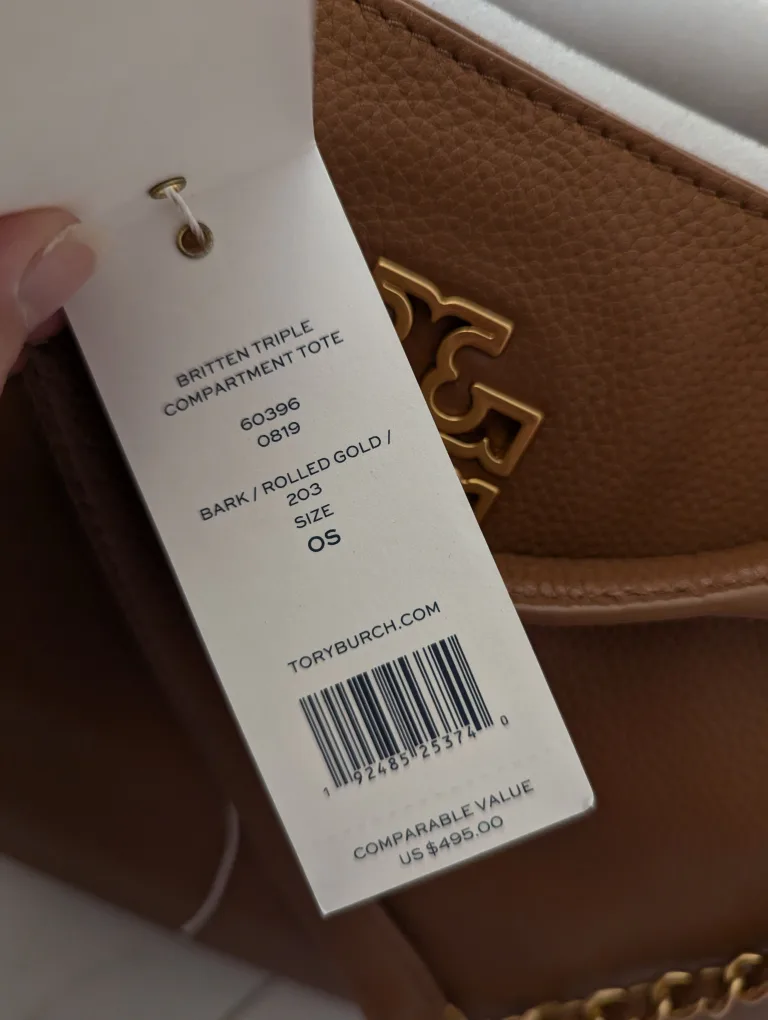 BRITTEN TRIPLE
COMPARTMENT TOTE
60396
0819
BARK / ROLLED GOLD /
203
SIZE
OS
TORYBURCH.COM
1 92485 25374 0
COMPARABLE VALUE
US $495.00